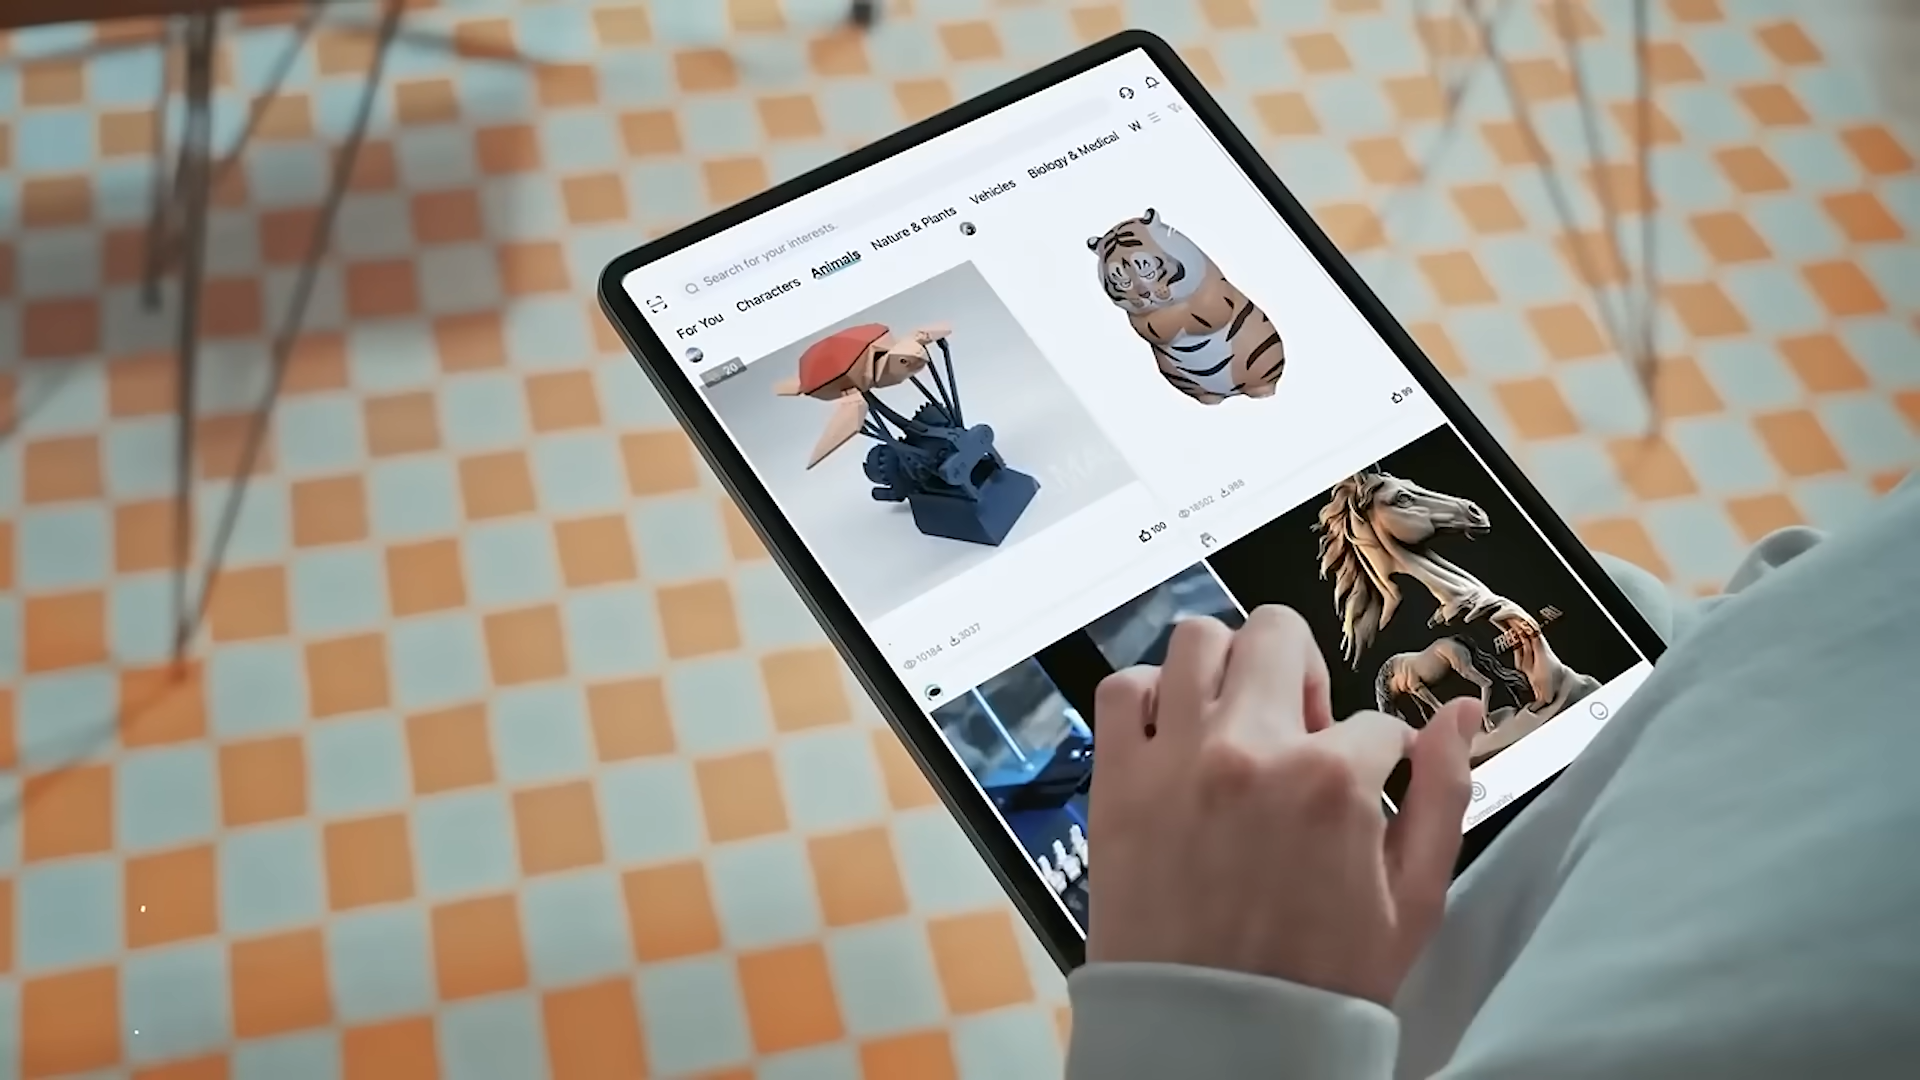 Search for your interests.
For You Characters Animals Nature & Plants Vehicles Biology & Medical W
20
100
10184 3037
99
18502 988
Community